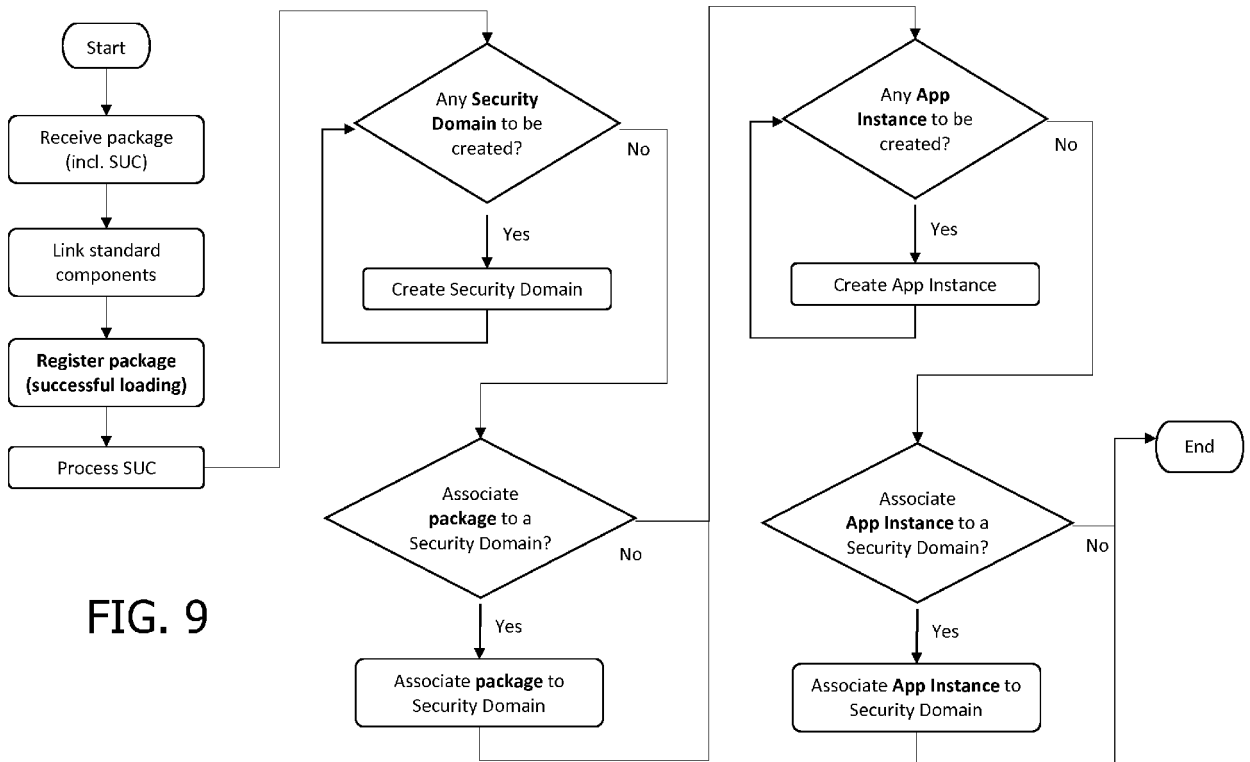 Start
Receive package
(incl. SUC)
Link standard
components
Register package
(successful loading)
Process SUC
Any Security
Domain to be
created?
No
Yes
Create Security Domain
Associate
package to a
Security Domain?
No
Yes
Associate package to
Security Domain
Any App
Instance to be
created?
No
Yes
Create App Instance
Associate
App Instance to a
Security Domain?
No
Yes
Associate App Instance to
Security Domain
End
FIG. 9